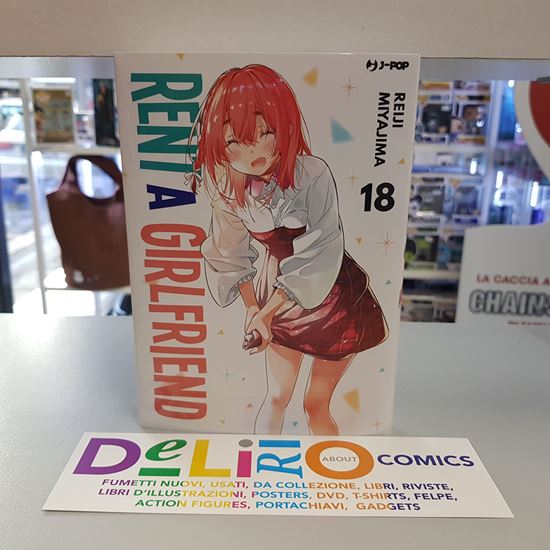 J-POP
RENT A GIRLFRIEND
REIJI
MIYAJIMA
18
LA CACCIA A
CHAINS
DELIRIO ABOUT COMICS
FUMETTI NUOVI, USATI, DA COLLEZIONE, LIBRI, RIVISTE,
LIBRI D'ILLUSTRAZIONI, POSTERS, DVD, T-SHIRTS, FELPE,
ACTION FIGURES, PORTACHIAVI, GADGETS